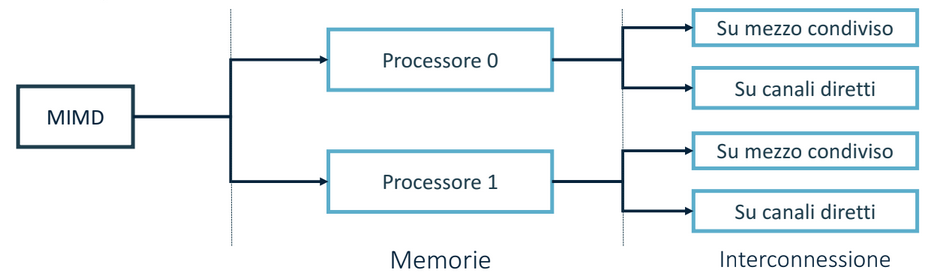 MIMD
Processore 0
Su mezzo condiviso
Su canali diretti
Processore 1
Su mezzo condiviso
Su canali diretti
Memorie
Interconnessione